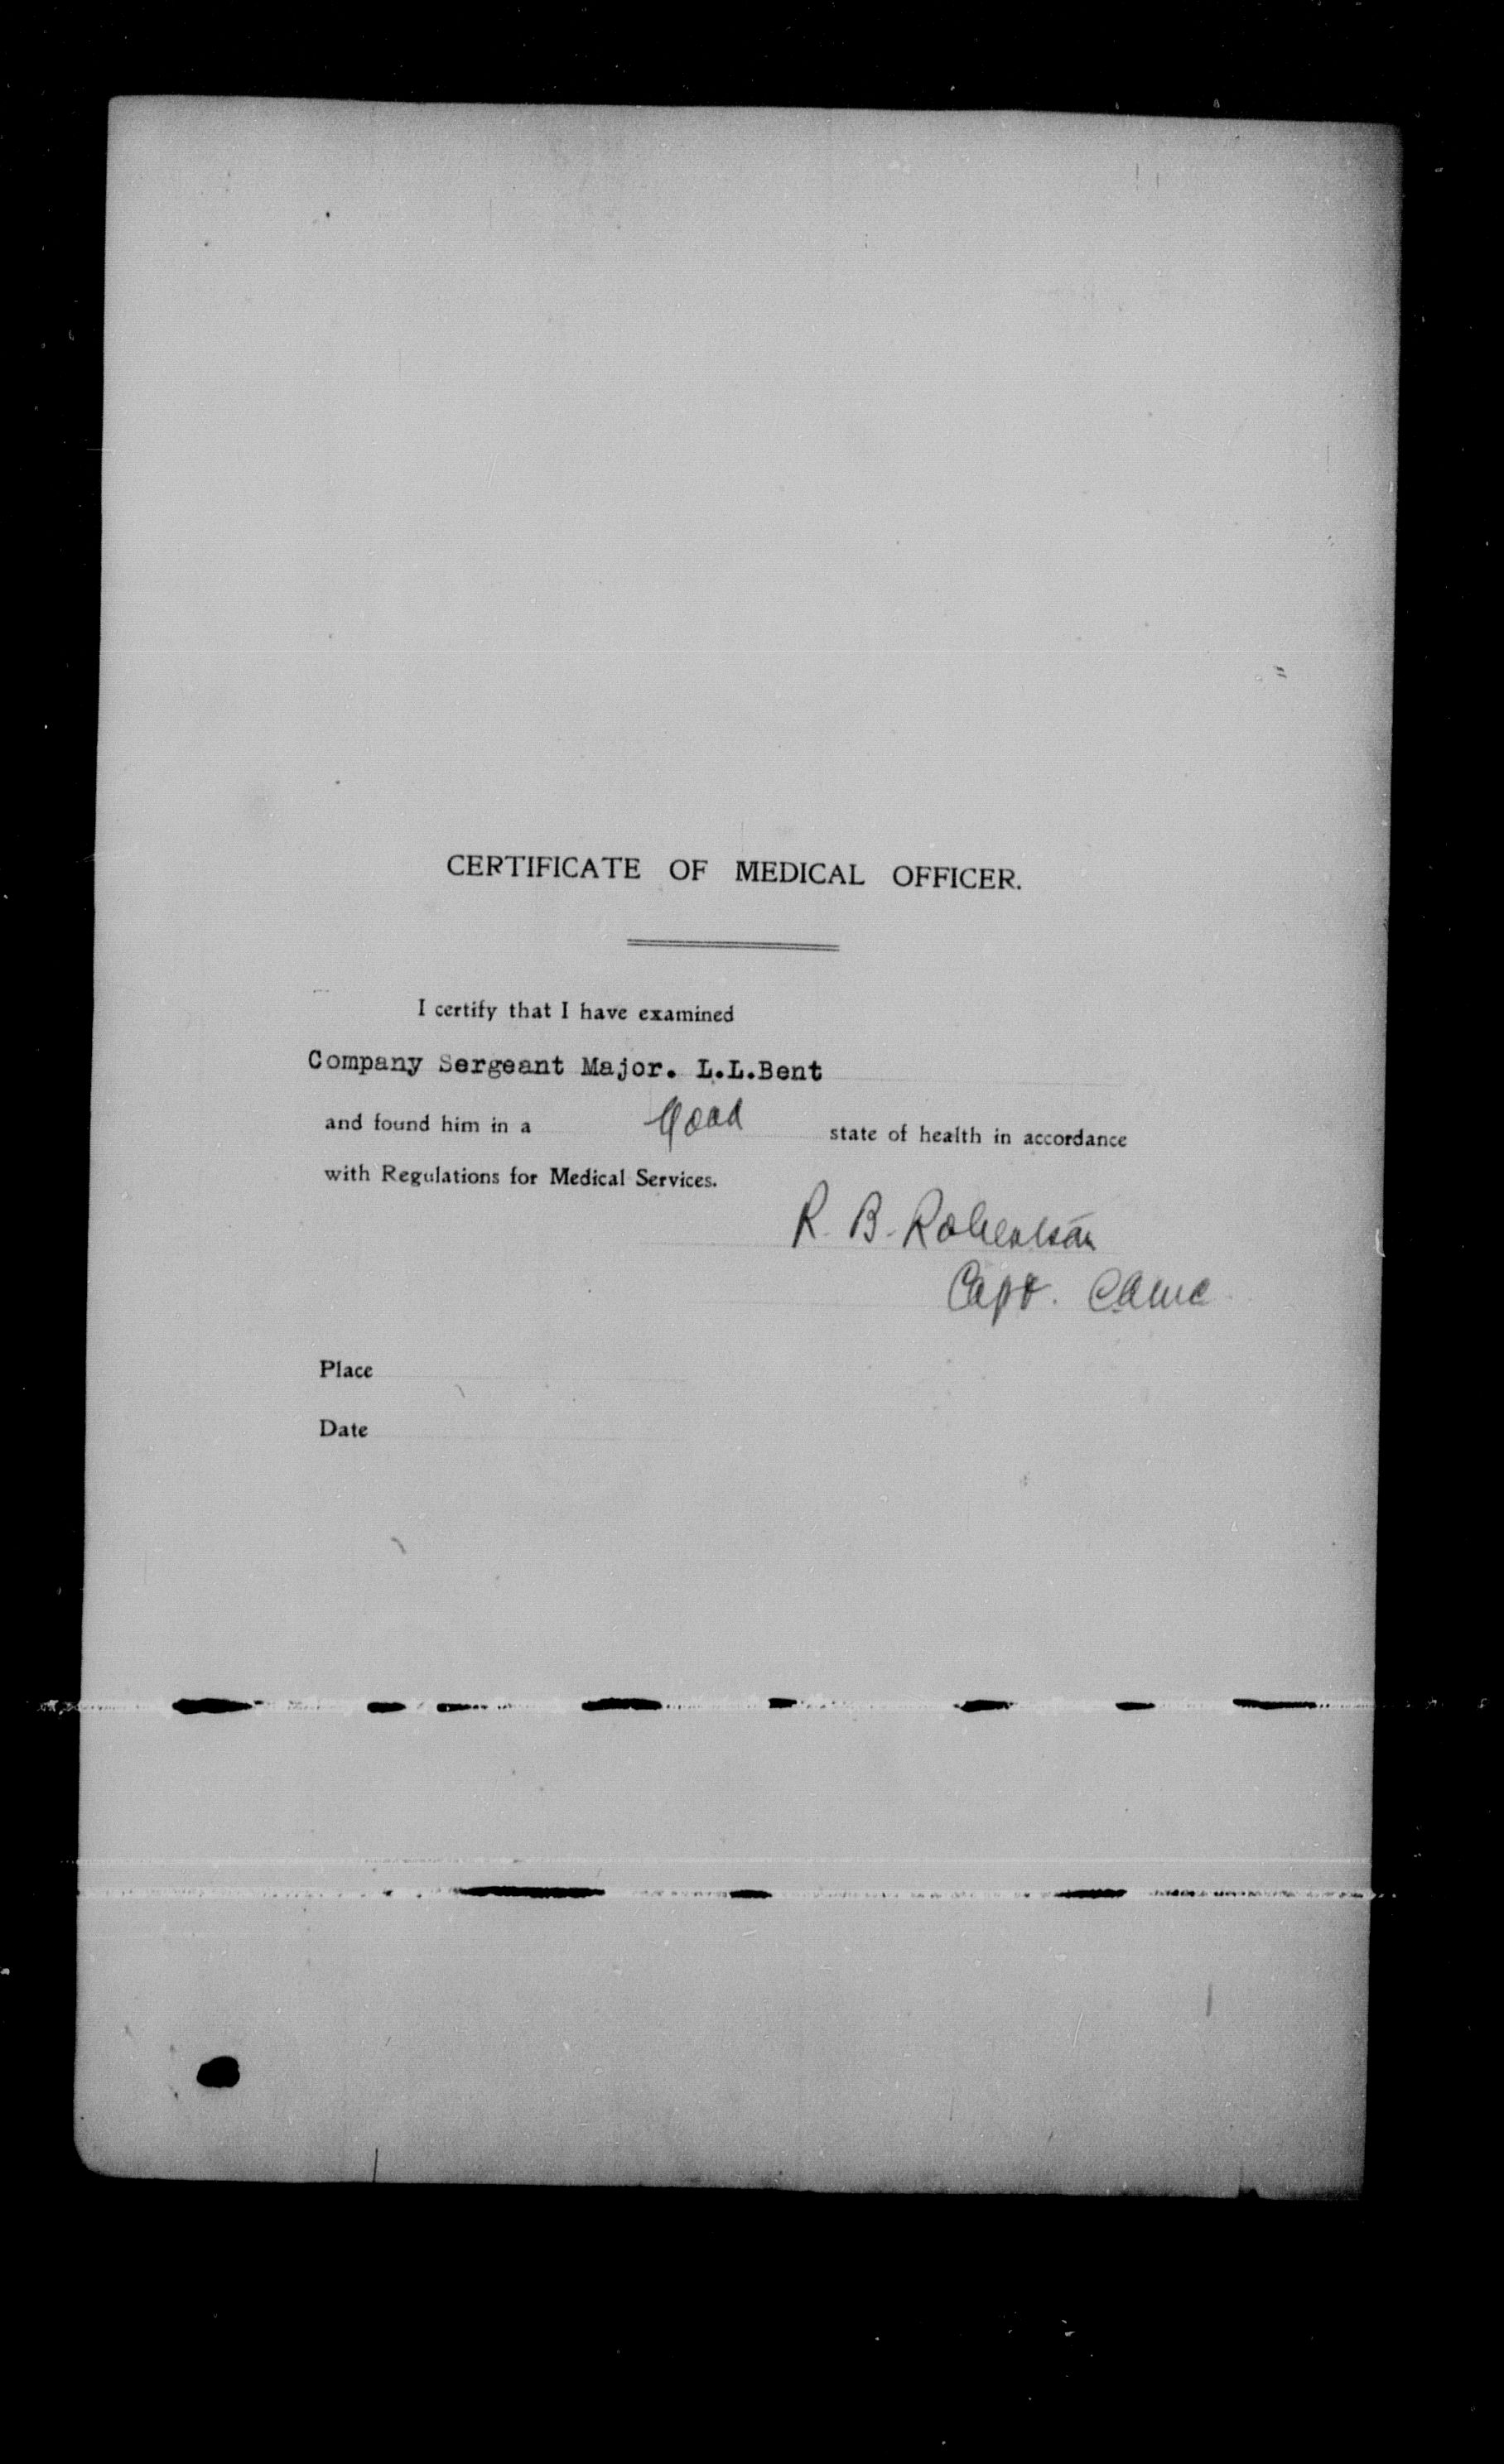 CERTIFICATE OF MEDICAL OFFICER.
I certify that I have examined
Company Sergeant Major. L.L.Bent
and found him in a Good state of health in accordance
with Regulations for Medical Services.
R. B. Robertson
Capt. CAMC
Place
Date